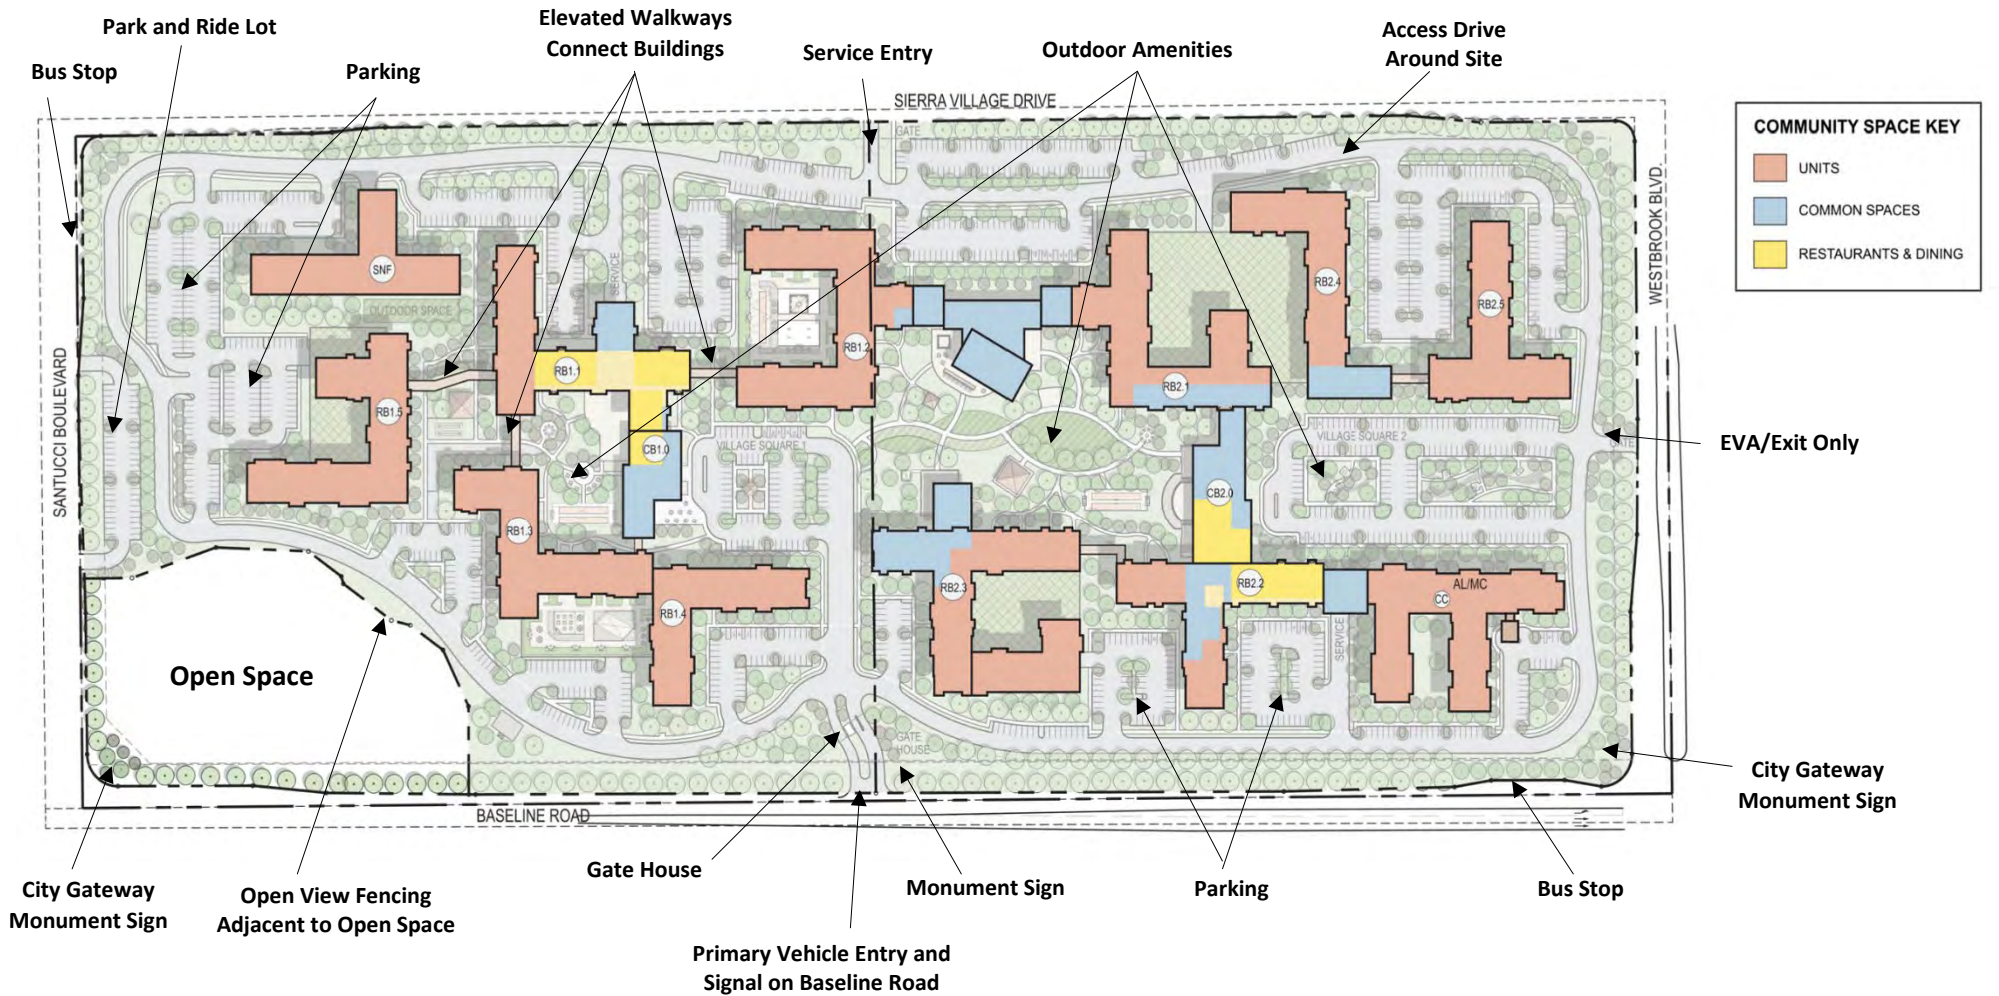 Park and Ride Lot
Bus Stop
Parking
Elevated Walkways
Connect Buildings
Service Entry
Outdoor Amenities
Access Drive
Around Site
SIERRA VILLAGE DRIVE
GATE
COMMUNITY SPACE KEY
UNITS
COMMON SPACES
RESTAURANTS & DINING
WESTBROOK BLVD.
SANTUCCI BOULEVARD
SNF
OUTDOOR SPACE
SERVICE
RB1.1
RB1.2
RB1.5
RB1.3
RB1.4
CB1.0
VILLAGE SQUARE 1
RB2.1
RB2.4
RB2.5
VILLAGE SQUARE 2
GATE
EVA/Exit Only
CB2.0
RB2.3
RB2.2
AL/MC
CC
SERVICE
Open Space
GATE
HOUSE
BASELINE ROAD
City Gateway
Monument Sign
City Gateway
Monument Sign
Open View Fencing
Adjacent to Open Space
Gate House
Primary Vehicle Entry and
Signal on Baseline Road
Monument Sign
Parking
Bus Stop